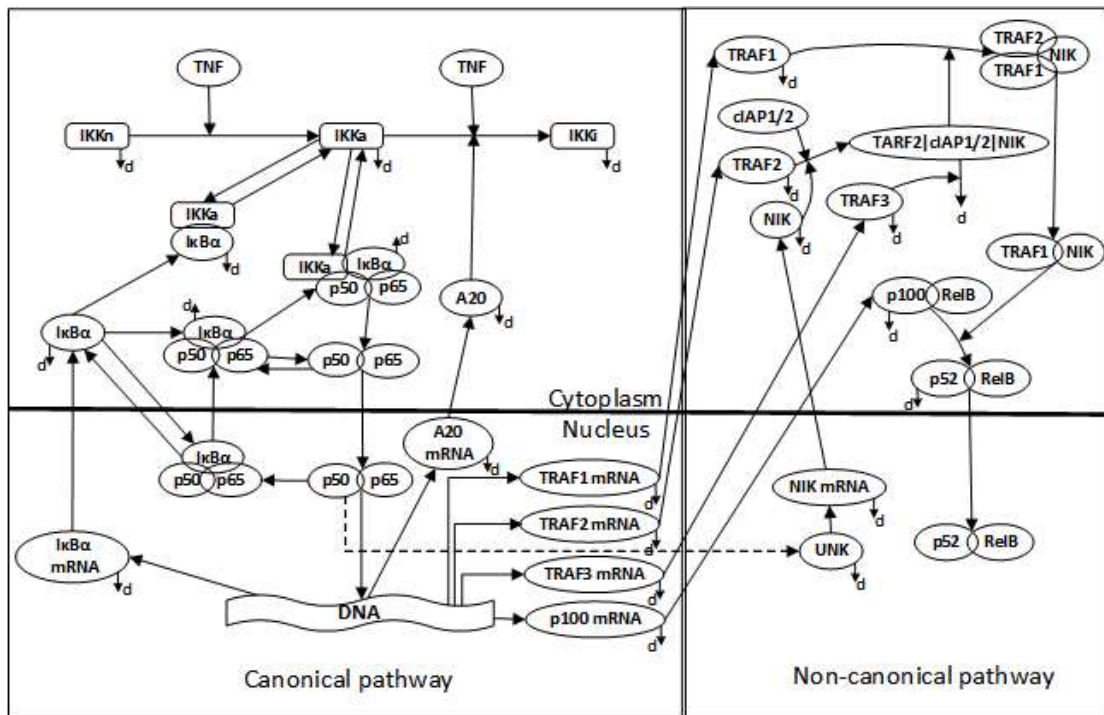 TNF
TNF
IKKn
IKKa
IKKi
d
d
d
IKKa
IκBα
d
IKKa
IκBα
d
p50
p65
A20
d
IκBα
d
IκBα
d
p50
p65
p50
p65
Cytoplasm
Nucleus
IκBα
p50
p65
p50
p65
A20
mRNA
d
IκBα
mRNA
d
DNA
TRAF1 mRNA
d
TRAF2 mRNA
d
TRAF3 mRNA
d
p100 mRNA
d
Canonical pathway
TRAF1
d
TRAF2
TRAF1
NIK
cIAP1/2
TRAF2
d
TARF2|cIAP1/2|NIK
d
NIK
d
TRAF3
d
TRAF1
NIK
p100
RelB
d
p52
RelB
d
NIK mRNA
d
UNK
d
p52
RelB
Non-canonical pathway